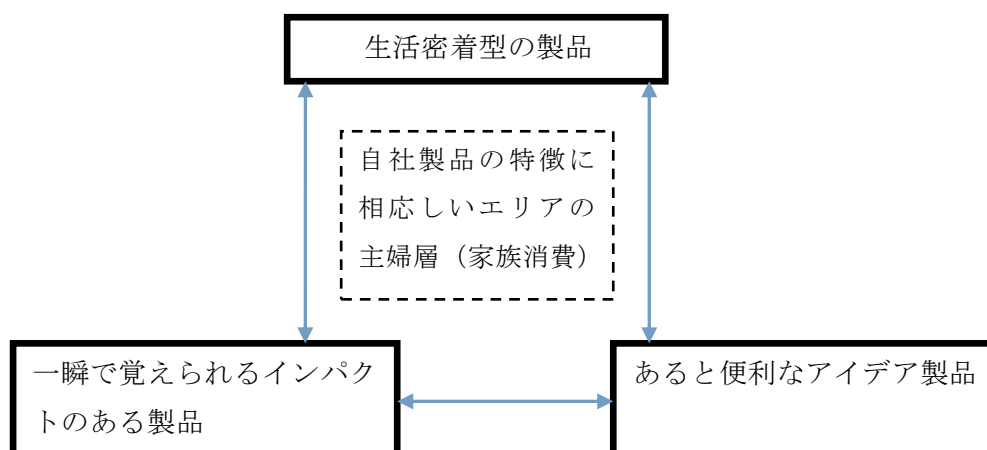 生活密着型の製品
自社製品の特徴に
相応しいエリアの
主婦層（家族消費）
一瞬で覚えられるインパク
トのある製品
あると便利なアイデア製品